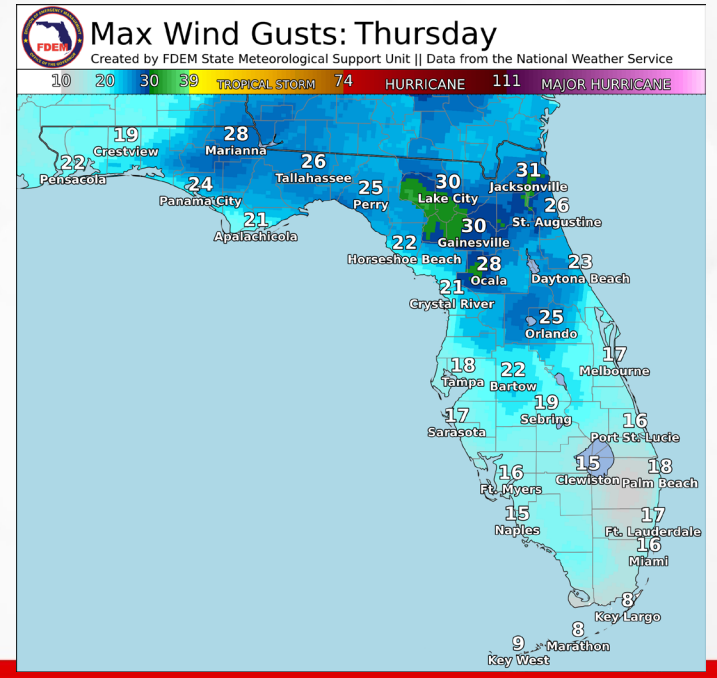 DIVISION OF EMERGENCY MANAGEMENT
FDEM
Max Wind Gusts: Thursday
Created by FDEM State Meteorological Support Unit || Data from the National Weather Service
10 20 30 39 TROPICAL STORM 74 HURRICANE 111 MAJOR HURRICANE
19
Crestview
28
Marianna
22
Pensacola
26
Tallahassee
24
Panama City
25
Perry
30
Lake City
31
Jacksonville
21
Apalachicola
26
St. Augustine
30
Gainesville
22
Horseshoe Beach
28
Ocala
23
Daytona Beach
21
Crystal River
25
Orlando
17
Melbourne
18
Tampa
22
Bartow
19
Sebring
17
Sarasota
16
Port St. Lucie
15
Clewiston
18
Palm Beach
16
Ft. Myers
15
Naples
17
Ft. Lauderdale
16
Miami
8
Key Largo
8
Marathon
9
Key West